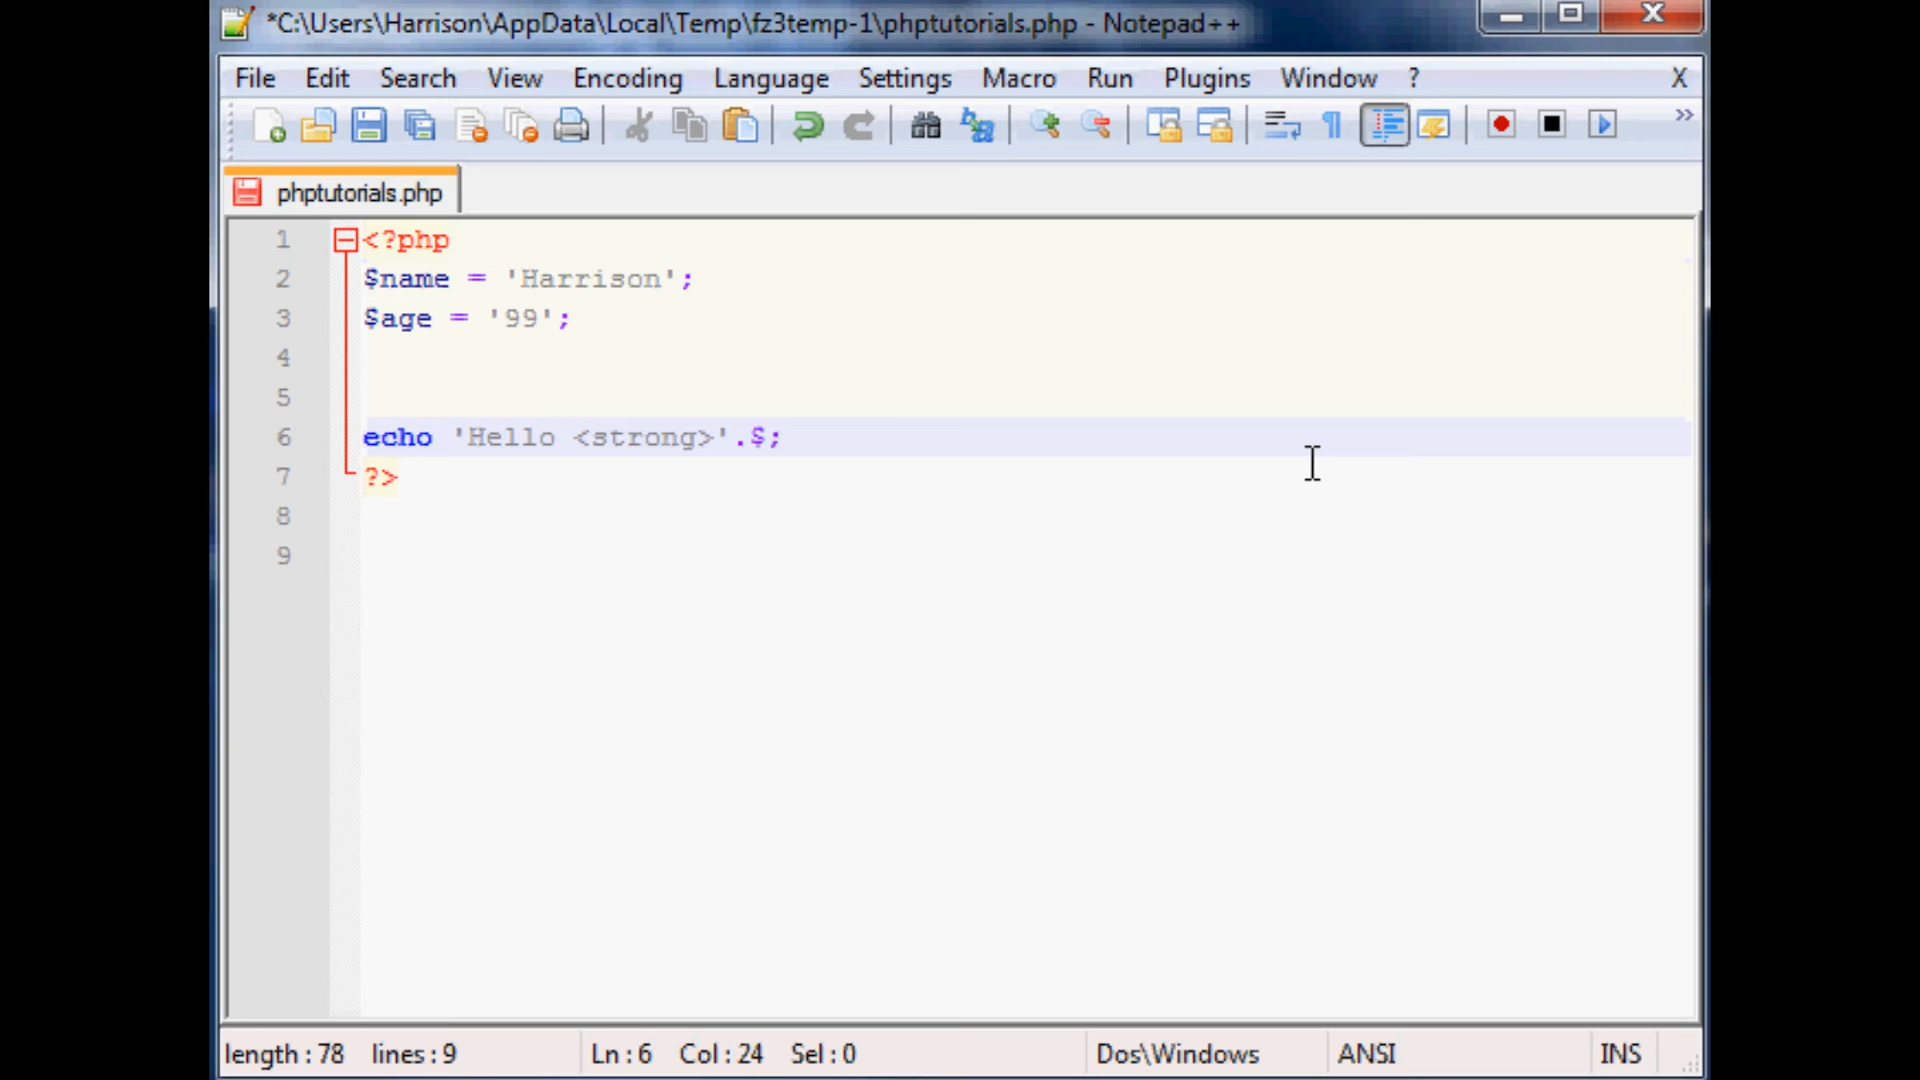 *C:\Users\Harrison\AppData\Local\Temp\fz3temp-1\phptutorials.php - Notepad++
File Edit Search View Encoding Language Settings Macro Run Plugins Window ? X
phptutorials.php
1 <?php
2 $name = 'Harrison';
3 $age = '99';
4
5
6 echo 'Hello <strong>'.$;
7 ?>
8
9
length : 78 lines : 9 Ln : 6 Col : 24 Sel : 0 Dos\Windows ANSI INS